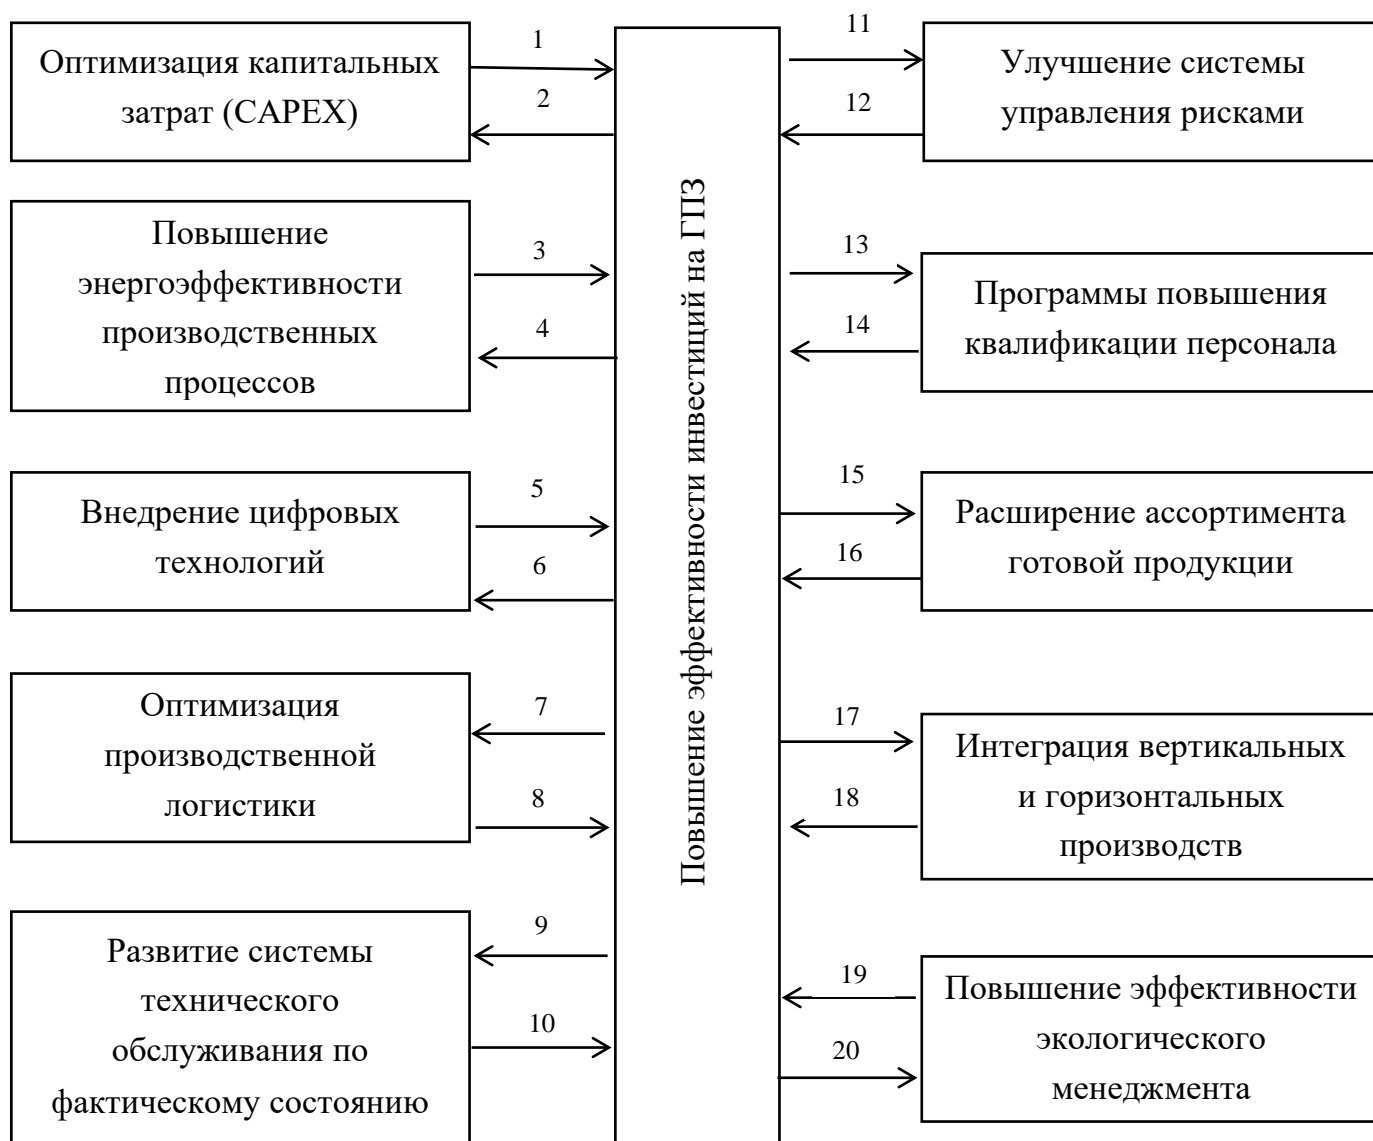 1
Оптимизация капитальных
затрат (CAPEX)
2
Повышение
энергоэффективности
производственных
процессов
3
4
Внедрение цифровых
технологий
5
6
Оптимизация
производственной
логистики
7
8
Развитие системы
технического
обслуживания по
фактическому состоянию
9
10
Повышение эффективности инвестиций на ГПЗ
11
Улучшение системы
управления рисками
12
13
Программы повышения
квалификации персонала
14
15
Расширение ассортимента
готовой продукции
16
17
Интеграция вертикальных
и горизонтальных
производств
18
19
Повышение эффективности
экологического
менеджмента
20